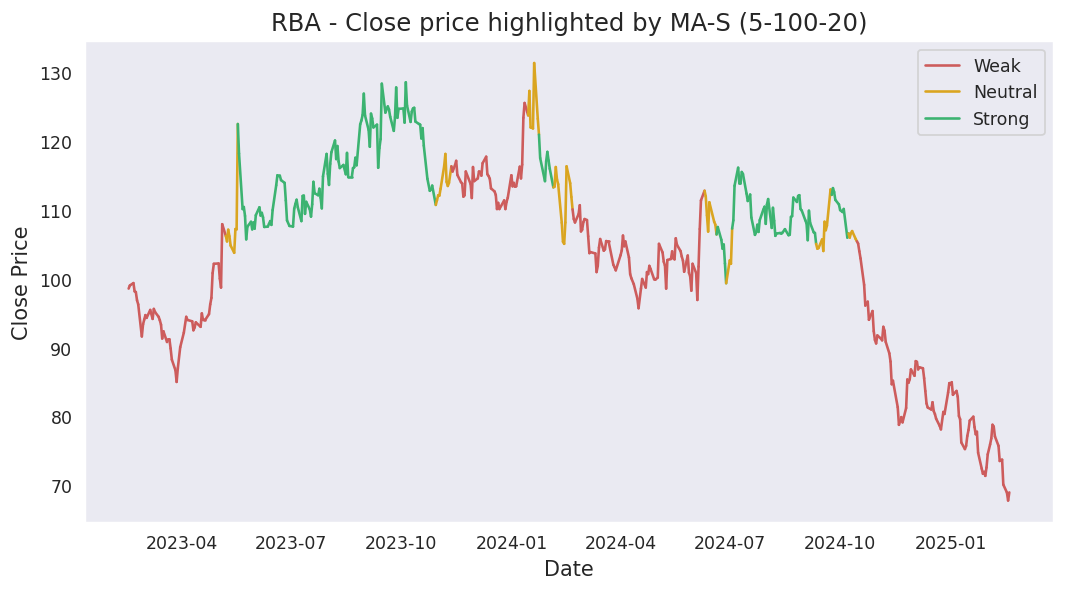 RBA - Close price highlighted by MA-S (5-100-20)
Weak
Neutral
Strong
Close Price
130
120
110
100
90
80
70
2023-04 2023-07 2023-10 2024-01 2024-04 2024-07 2024-10 2025-01
Date